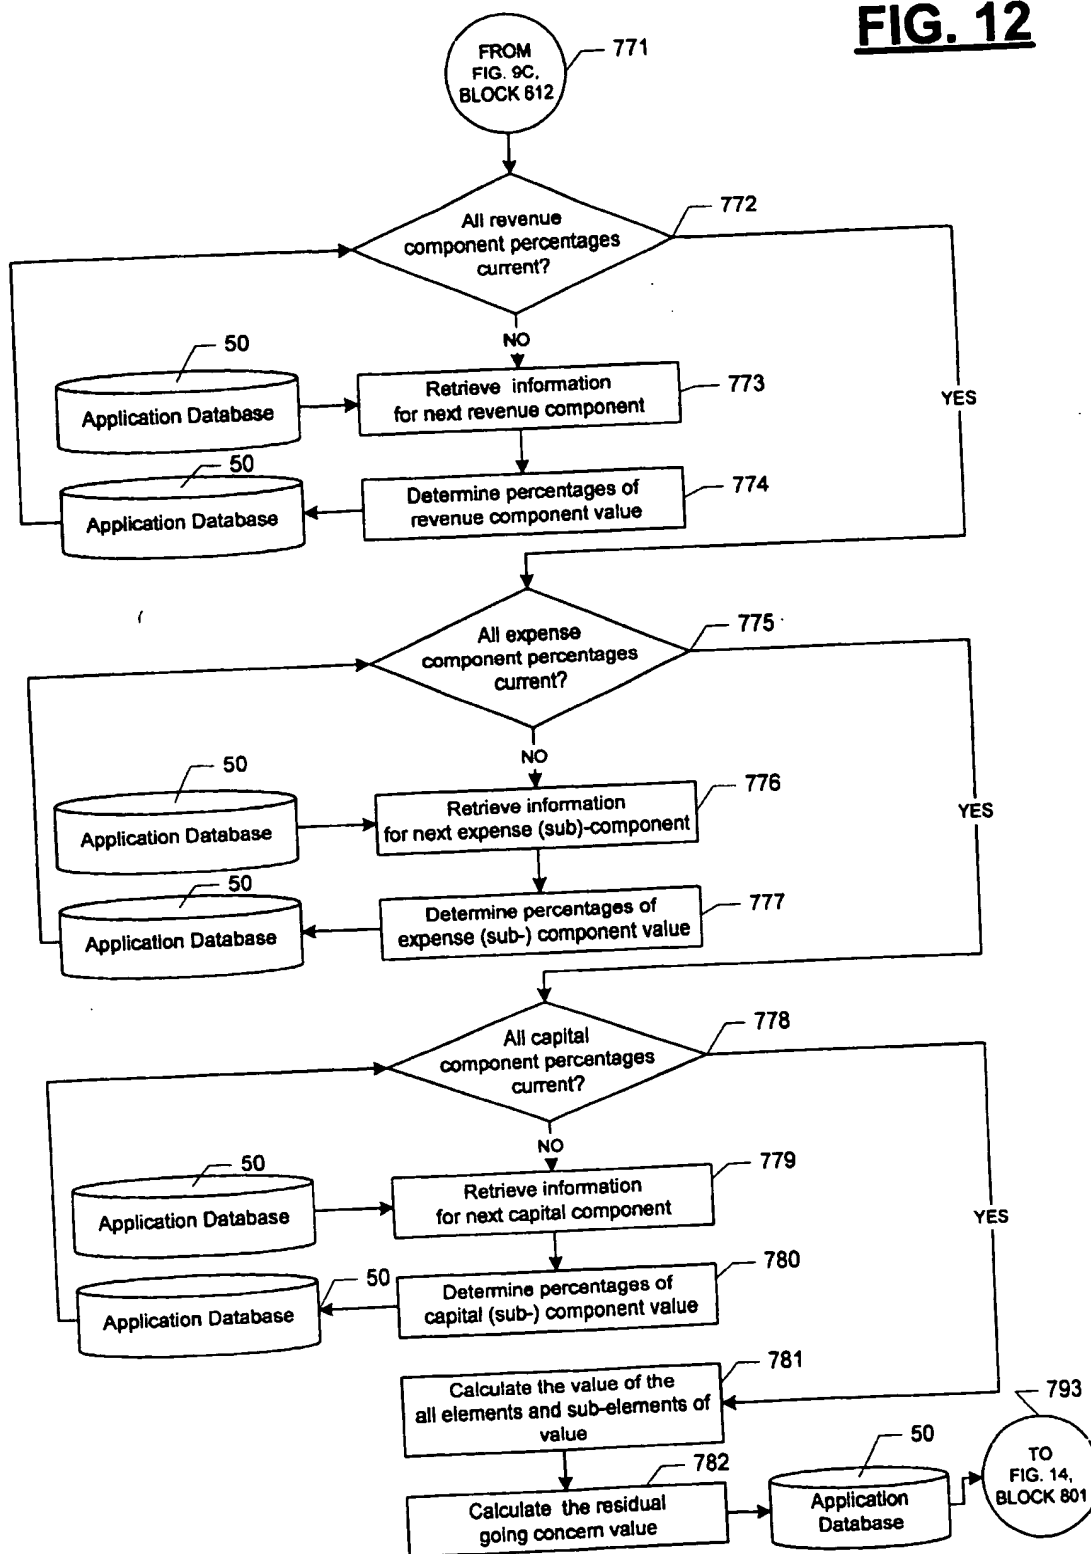 FIG. 12
FROM
FIG. 9C,
BLOCK 612
771
All revenue
component percentages
current?
772
YES
NO
50
Application Database
Retrieve information
for next revenue component
773
50
Application Database
Determine percentages of
revenue component value
774
All expense
component percentages
current?
775
YES
NO
50
Application Database
Retrieve information
for next expense (sub)-component
776
50
Application Database
Determine percentages of
expense (sub-) component value
777
All capital
component percentages
current?
778
YES
NO
50
Application Database
Retrieve information
for next capital component
779
50
Application Database
Determine percentages of
capital (sub-) component value
780
Calculate the value of the
all elements and sub-elements of
value
781
Calculate the residual
going concern value
782
50
Application
Database
793
TO
FIG. 14,
BLOCK 801